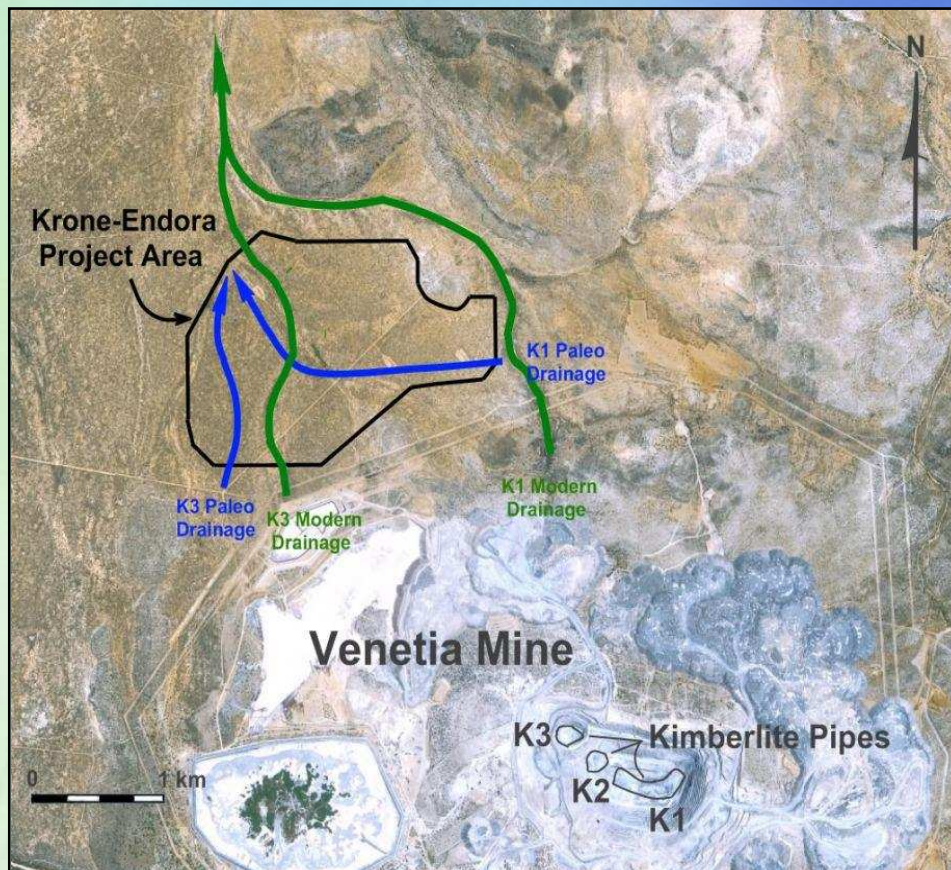 N
Krone-Endora
Project Area
K1 Paleo
Drainage
K3 Paleo
Drainage
K3 Modern
Drainage
K1 Modern
Drainage
Venetia Mine
K3
Kimberlite Pipes
K2
K1
0
1 km